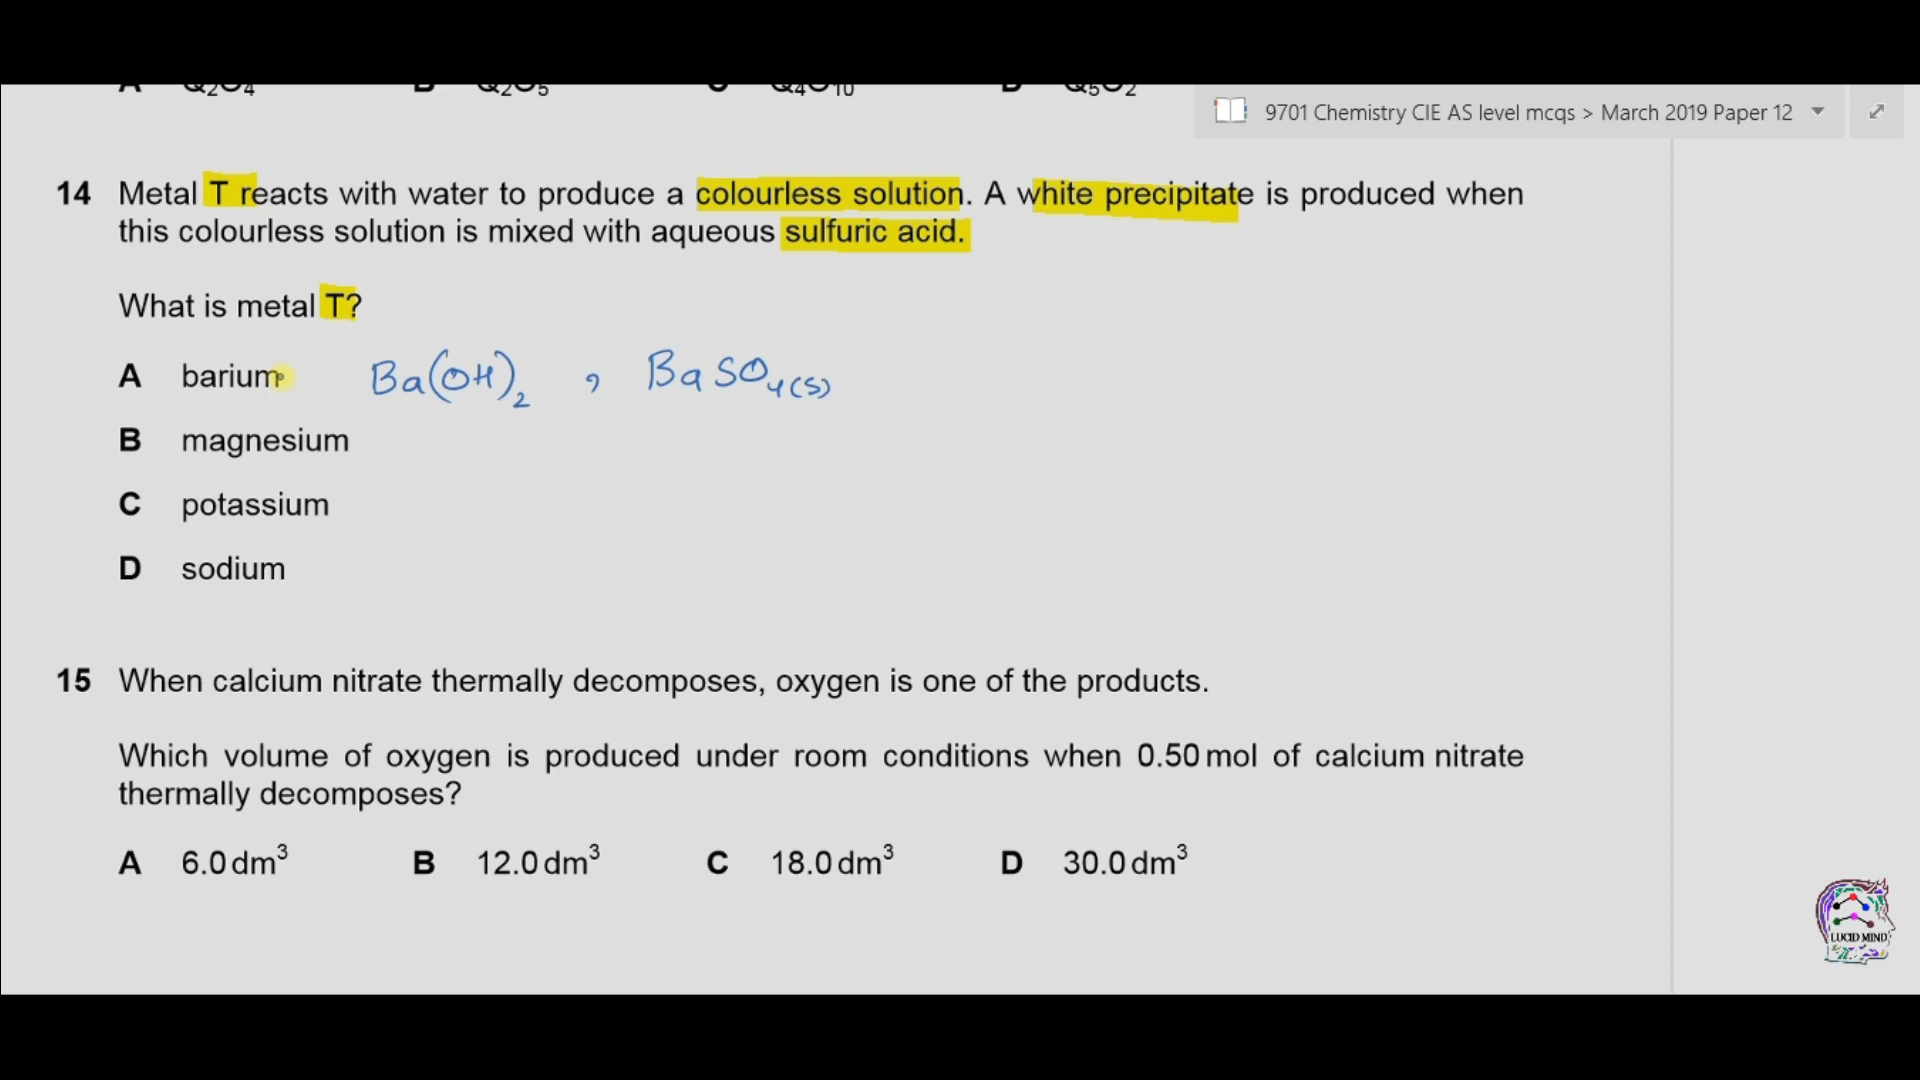 A Q₂O₄ B Q₂O₅ C Q₄O₁₀ D Q₅O₂
9701 Chemistry CIE AS level mcqs > March 2019 Paper 12
14 Metal T reacts with water to produce a colourless solution. A white precipitate is produced when
this colourless solution is mixed with aqueous sulfuric acid.
What is metal T?
A barium Ba(OH)₂ , BaSO₄(s)
B magnesium
C potassium
D sodium
15 When calcium nitrate thermally decomposes, oxygen is one of the products.
Which volume of oxygen is produced under room conditions when 0.50 mol of calcium nitrate
thermally decomposes?
A 6.0 dm³ B 12.0 dm³ C 18.0 dm³ D 30.0 dm³
LUCID MIND